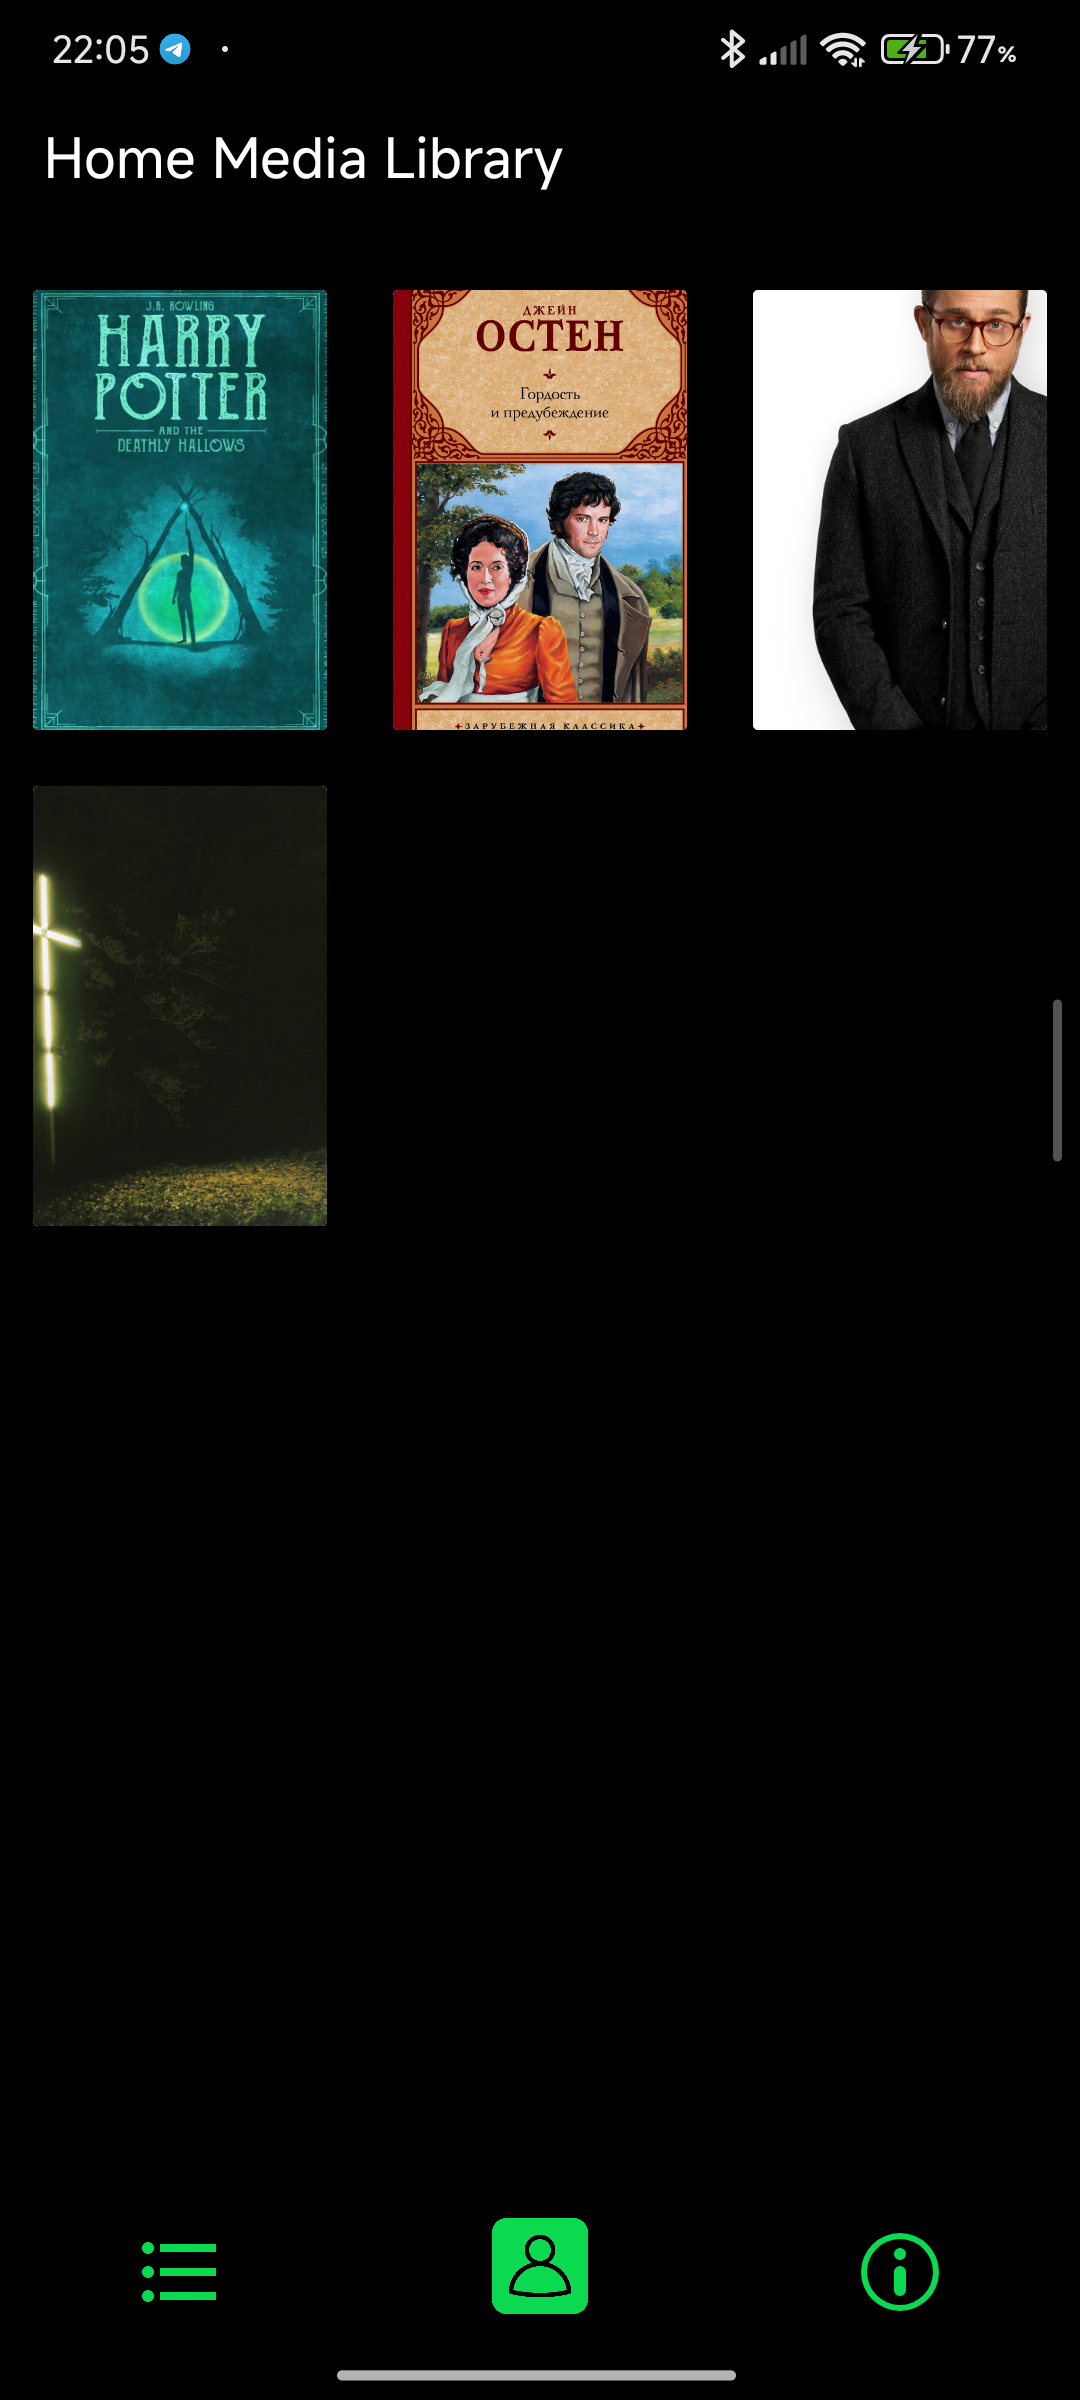 22:05
77%
Home Media Library
J.K. ROWLING
HARRY
POTTER
AND THE
DEATHLY HALLOWS
ДЖЕЙН
ОСТЕН
Гордость
и предубеждение
ЗАРУБЕЖНАЯ КЛАССИКА